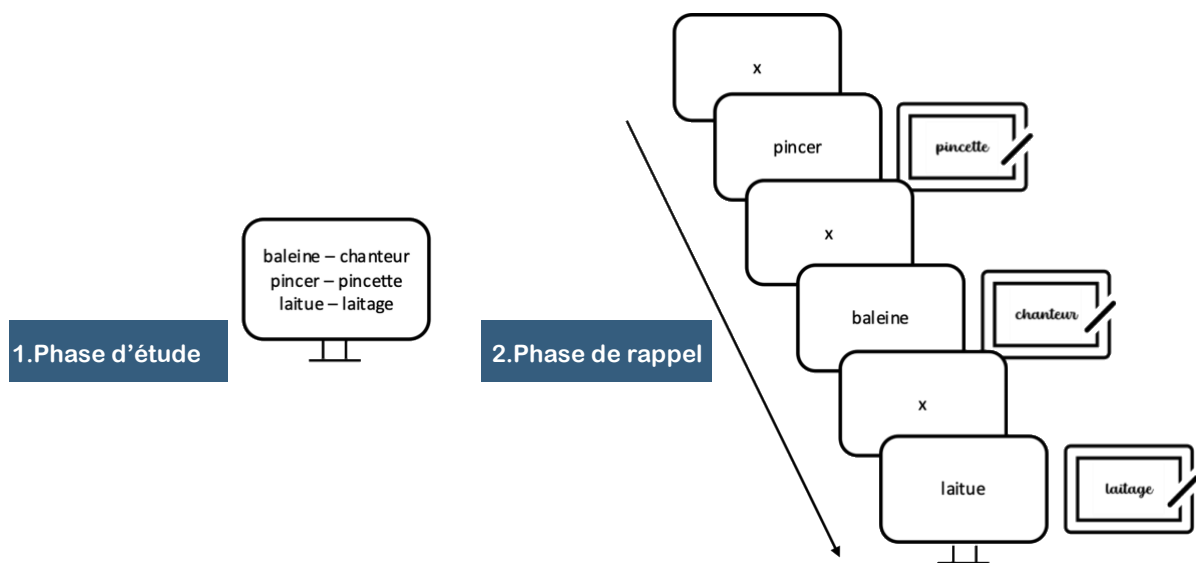 baleine – chanteur
pincer – pincette
laitue – laitage
1.Phase d’étude
2.Phase de rappel
x
pincer
pincette
x
baleine
chanteur
x
laitue
laitage